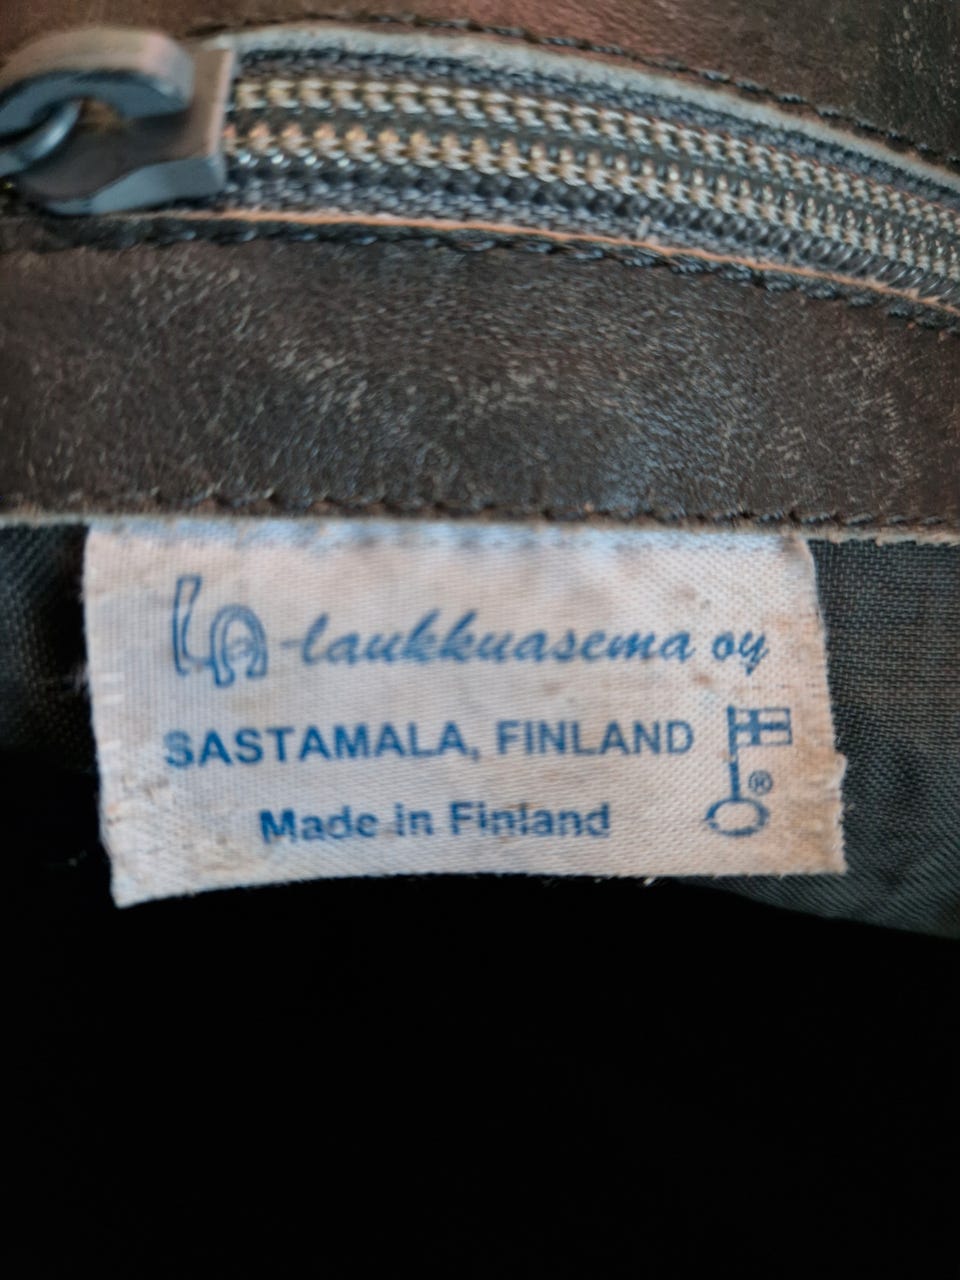 La-laukkuasema oy
SASTAMALA, FINLAND
®
Made in Finland